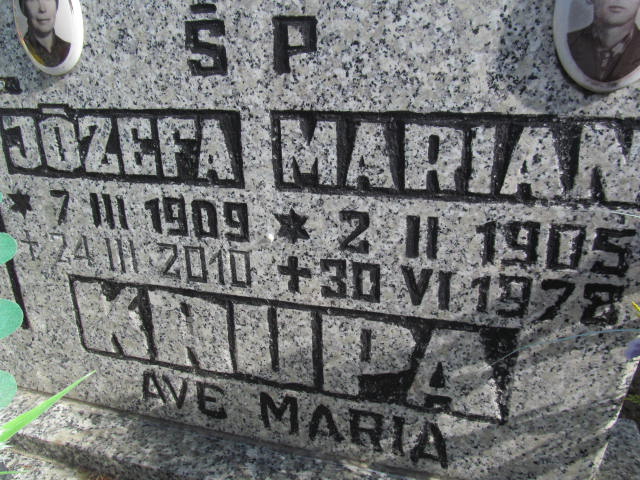 Ś P
JÓZEFA MARIAN
* 7 III 1909 * 2 II 1905
+ 24 III 2010 + 30 VI 1978
AVE MARIA